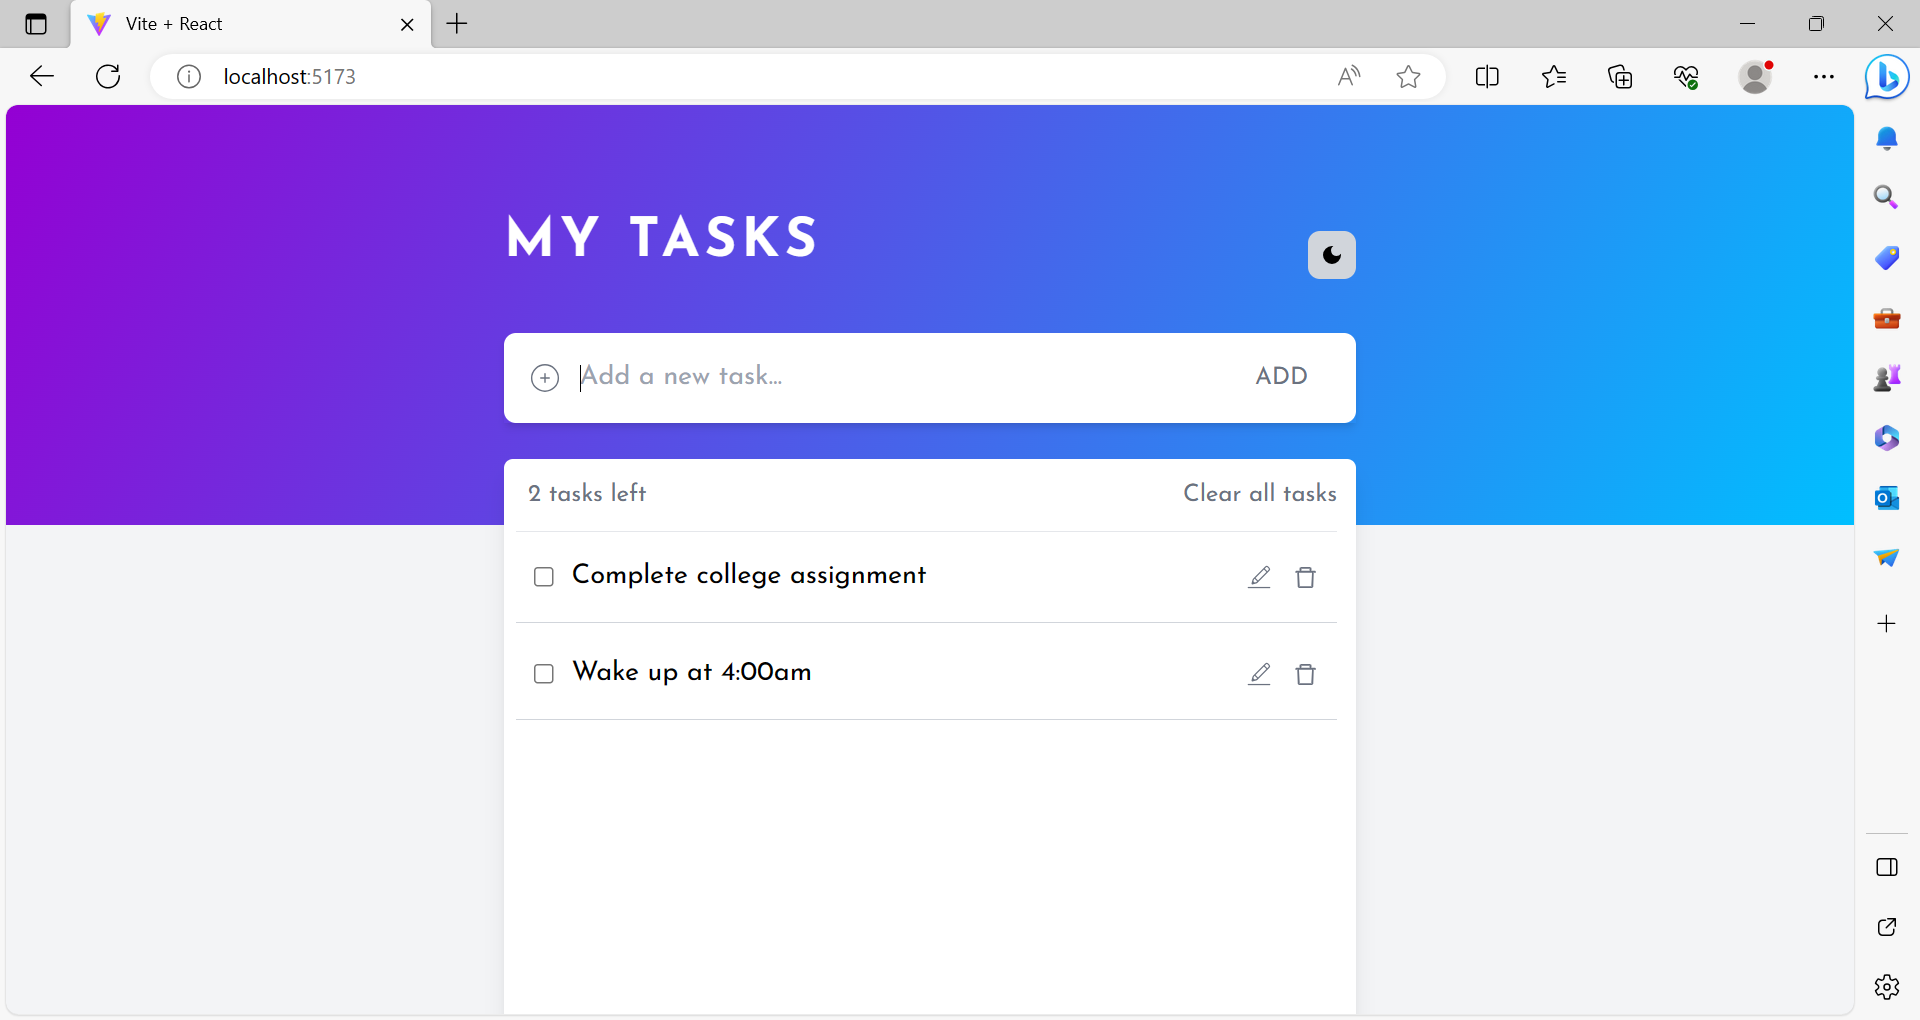 Vite + React
localhost:5173
MY TASKS
Add a new task...
ADD
2 tasks left
Clear all tasks
Complete college assignment
Wake up at 4:00am